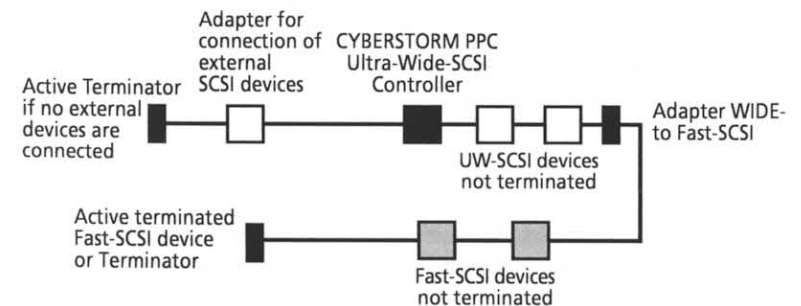 Adapter for
connection of
external
SCSI devices
CYBERSTORM PPC
Ultra-Wide-SCSI
Controller
Active Terminator
if no external
devices are
connected
Adapter WIDE-
to Fast-SCSI
UW-SCSI devices
not terminated
Active terminated
Fast-SCSI device
or Terminator
Fast-SCSI devices
not terminated